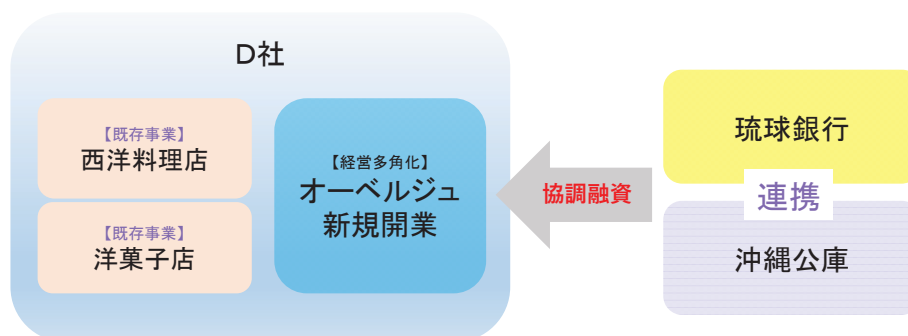 D社
【既存事業】
西洋料理店
【既存事業】
洋菓子店
【経営多角化】
オーベルジュ
新規開業
協調融資
琉球銀行
連携
沖縄公庫